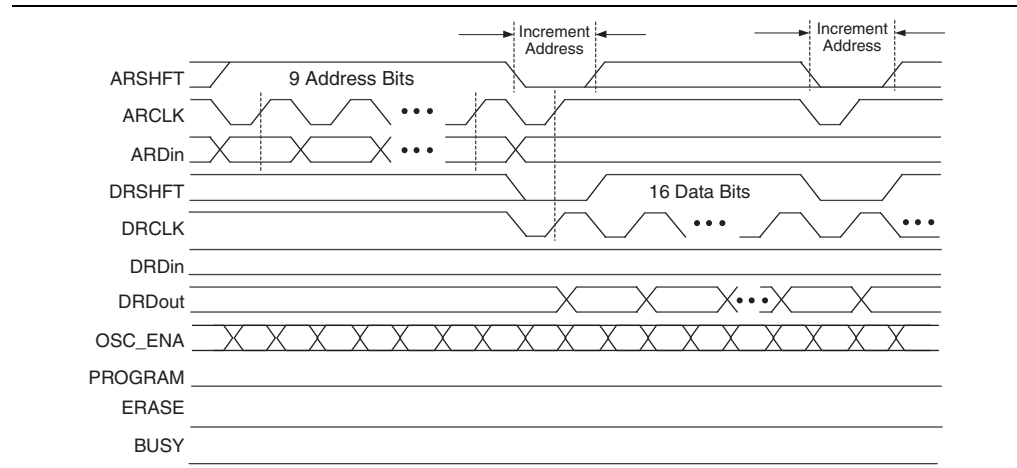 Increment
Address
Increment
Address
ARSHFT
9 Address Bits
ARCLK
ARDin
DRSHFT
16 Data Bits
DRCLK
DRDin
DRDout
OSC_ENA
PROGRAM
ERASE
BUSY